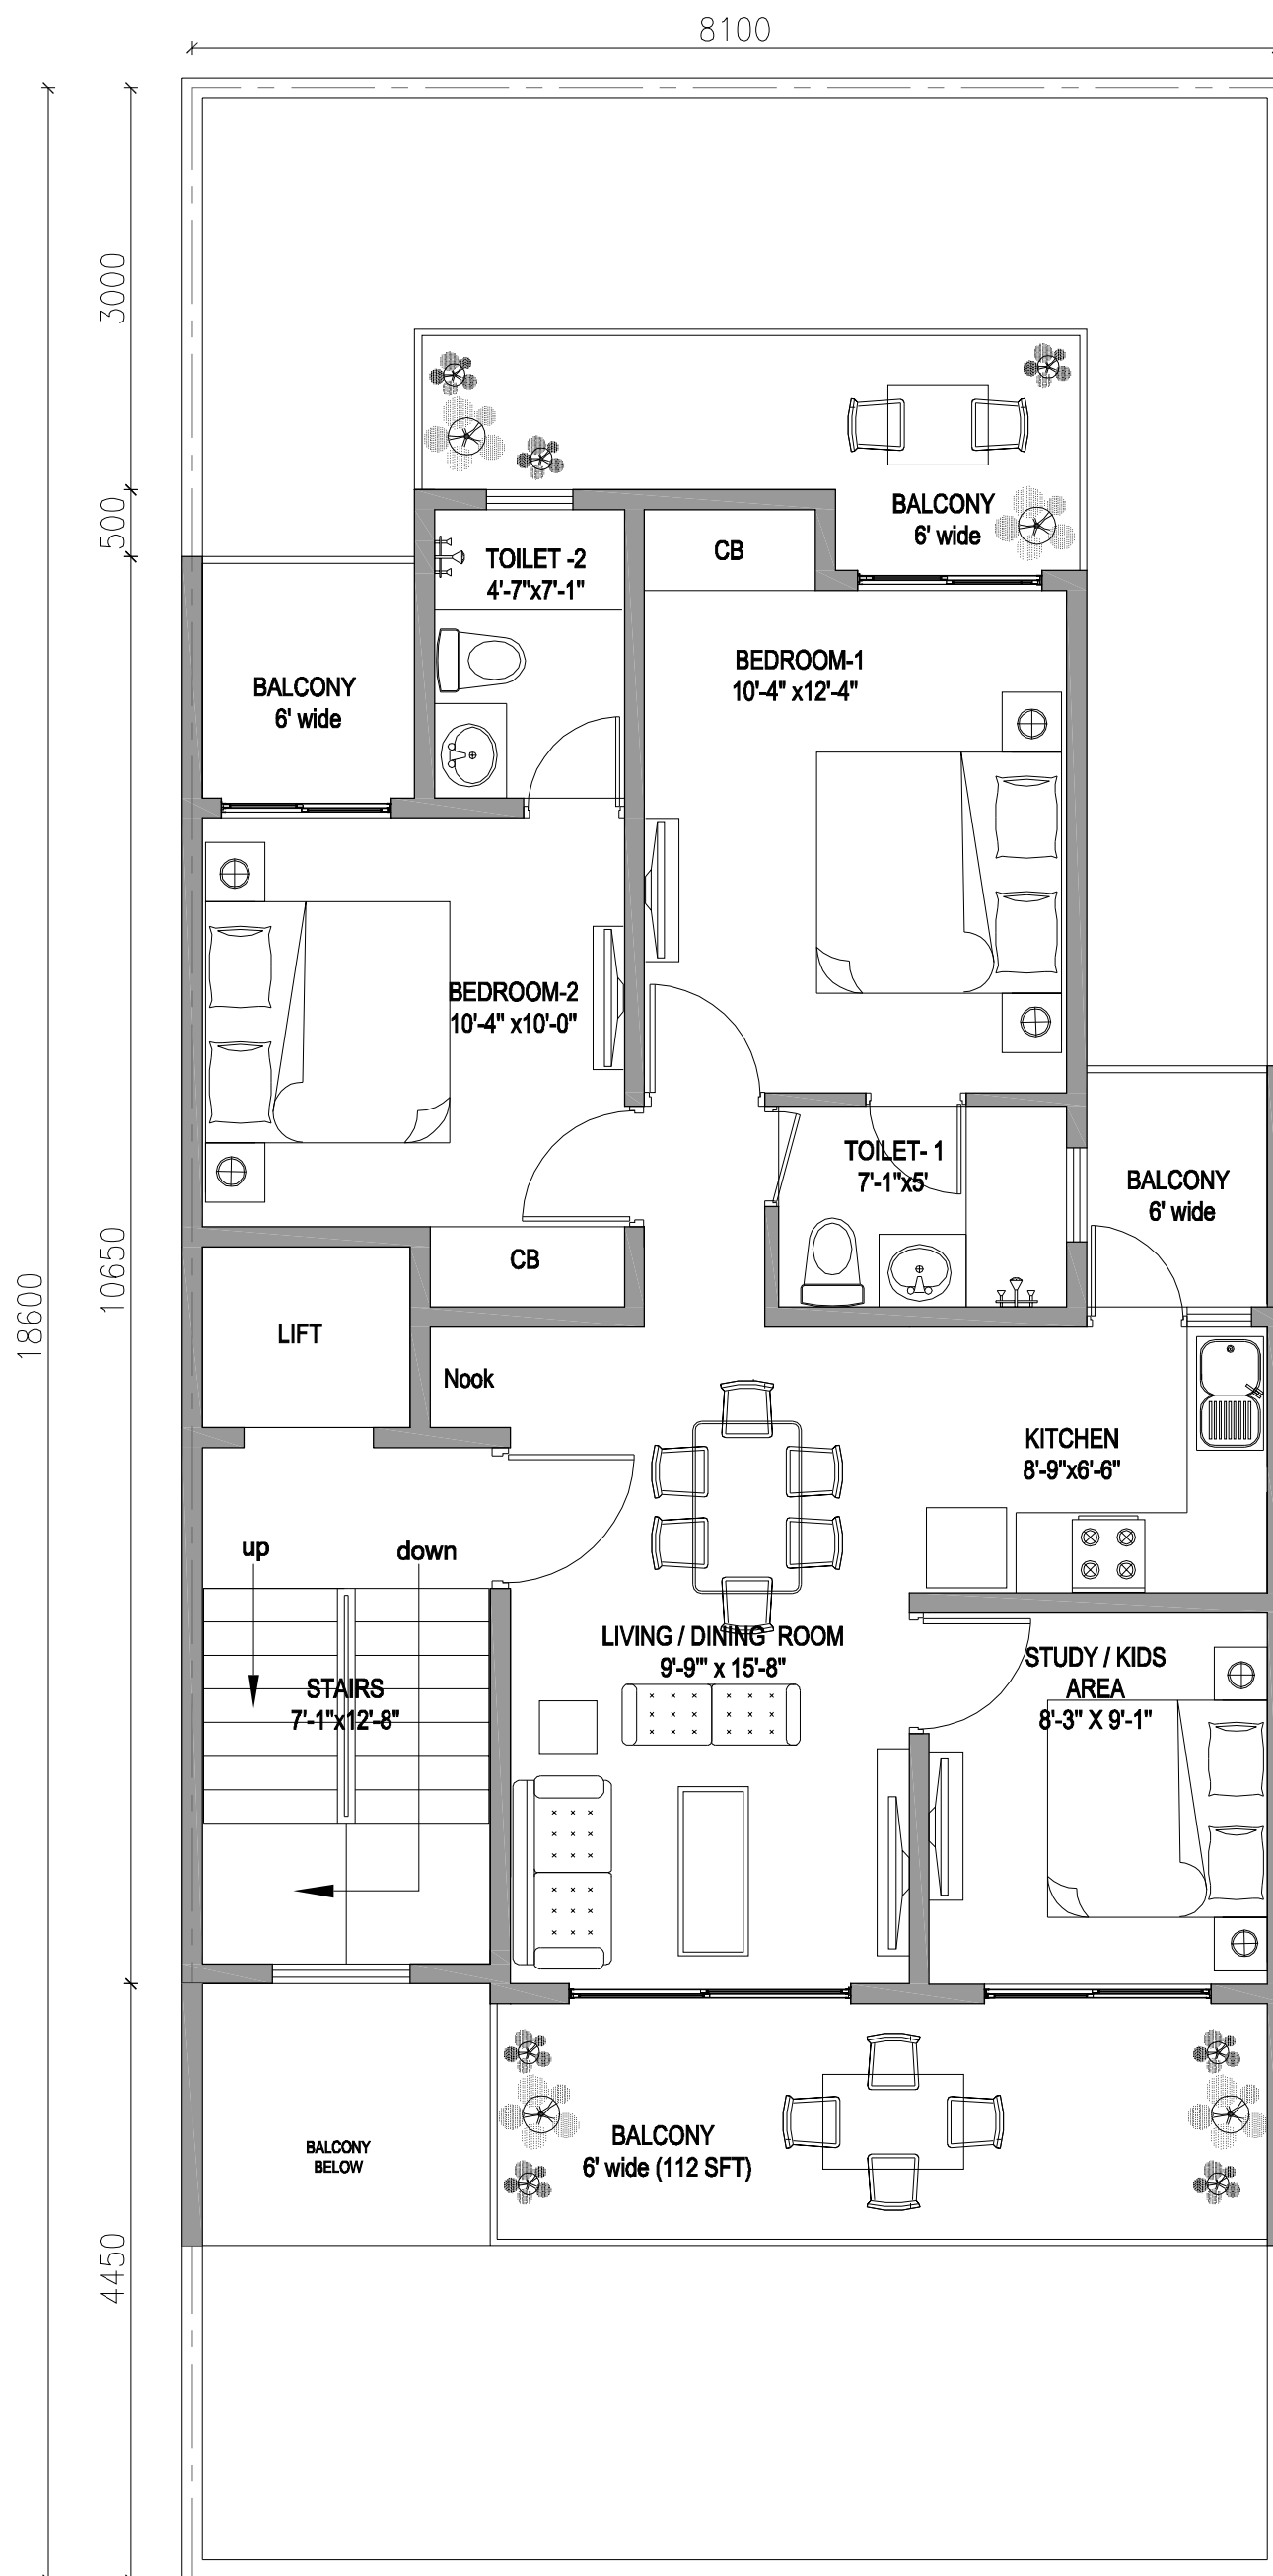 8100
3000
500
10650
18600
4450
BALCONY
6' wide
TOILET -2
4'-7"x7'-1"
CB
BALCONY
6' wide
BEDROOM-1
10'-4" x12'-4"
BEDROOM-2
10'-4" x10'-0"
TOILET- 1
7'-1"x5'
BALCONY
6' wide
CB
LIFT
Nook
KITCHEN
8'-9"x6'-6"
up
down
LIVING / DINING ROOM
9'-9'" x 15'-8"
STUDY / KIDS
AREA
8'-3" X 9'-1"
STAIRS
7'-1"x12'-8"
BALCONY
6' wide (112 SFT)
BALCONY
BELOW